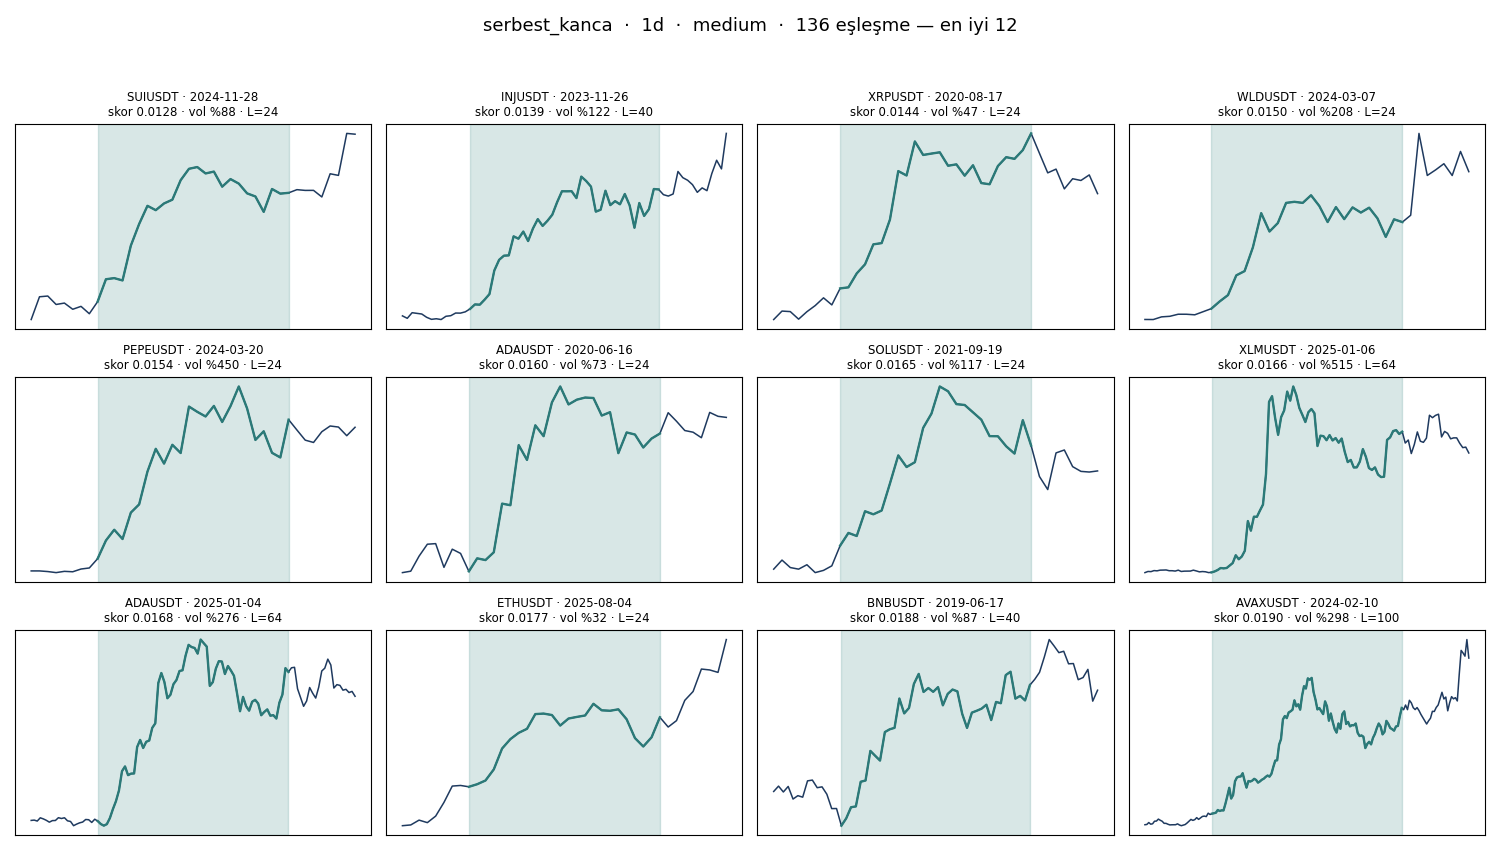 serbest_kanca · 1d · medium · 136 eşleşme — en iyi 12
SUIUSDT · 2024-11-28
skor 0.0128 · vol %88 · L=24
INJUSDT · 2023-11-26
skor 0.0139 · vol %122 · L=40
XRPUSDT · 2020-08-17
skor 0.0144 · vol %47 · L=24
WLDUSDT · 2024-03-07
skor 0.0150 · vol %208 · L=24
PEPEUSDT · 2024-03-20
skor 0.0154 · vol %450 · L=24
ADAUSDT · 2020-06-16
skor 0.0160 · vol %73 · L=24
SOLUSDT · 2021-09-19
skor 0.0165 · vol %117 · L=24
XLMUSDT · 2025-01-06
skor 0.0166 · vol %515 · L=64
ADAUSDT · 2025-01-04
skor 0.0168 · vol %276 · L=64
ETHUSDT · 2025-08-04
skor 0.0177 · vol %32 · L=24
BNBUSDT · 2019-06-17
skor 0.0188 · vol %87 · L=40
AVAXUSDT · 2024-02-10
skor 0.0190 · vol %298 · L=100